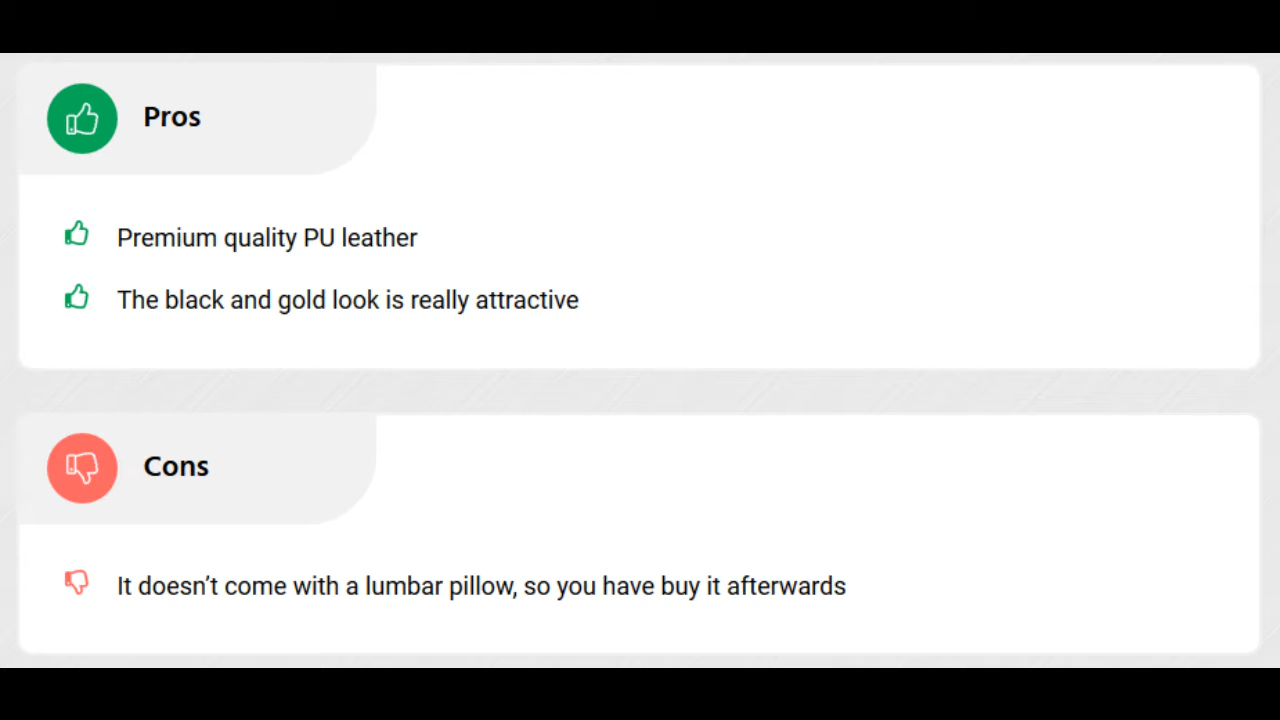 Pros
Premium quality PU leather
The black and gold look is really attractive
Cons
It doesn’t come with a lumbar pillow, so you have buy it afterwards